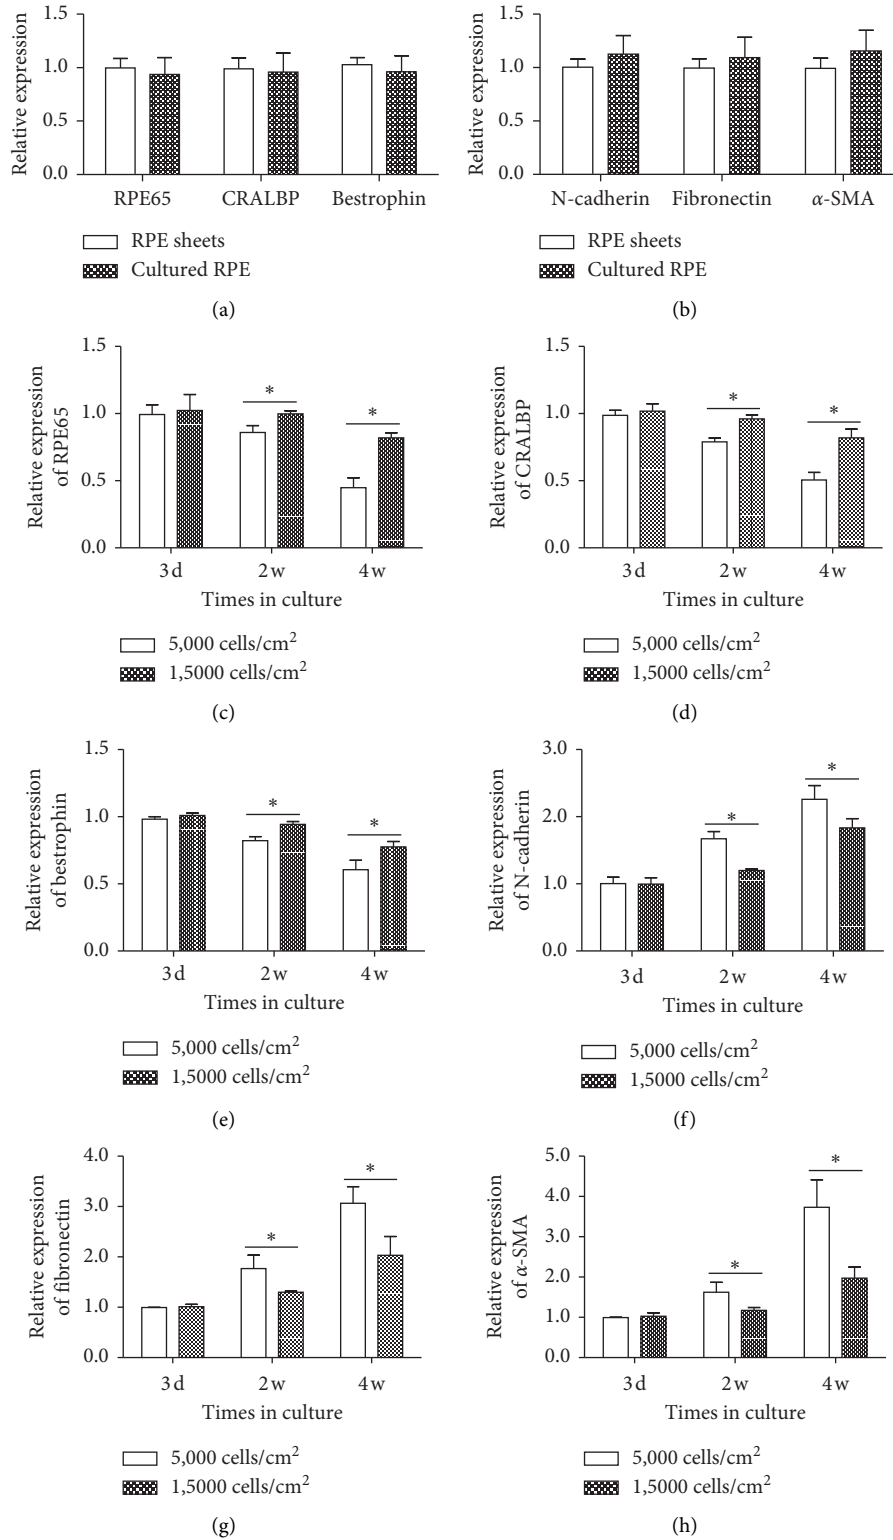 Relative expression
1.5
1.0
0.5
0.0
RPE65 CRALBP Bestrophin
RPE sheets
Cultured RPE
(a)
Relative expression
1.5
1.0
0.5
0.0
N-cadherin Fibronectin α-SMA
RPE sheets
Cultured RPE
(b)
Relative expression
of RPE65
1.5
1.0
0.5
0.0
*
*
3 d 2 w 4 w
Times in culture
5,000 cells/cm²
1,5000 cells/cm²
(c)
Relative expression
of CRALBP
1.5
1.0
0.5
0.0
*
*
3 d 2 w 4 w
Times in culture
5,000 cells/cm²
1,5000 cells/cm²
(d)
Relative expression
of bestrophin
1.5
1.0
0.5
0.0
*
*
3 d 2 w 4 w
Times in culture
5,000 cells/cm²
1,5000 cells/cm²
(e)
Relative expression
of N-cadherin
3.0
2.0
1.0
0.0
*
*
3 d 2 w 4 w
Times in culture
5,000 cells/cm²
1,5000 cells/cm²
(f)
Relative expression
of fibronectin
4.0
3.0
2.0
1.0
0.0
*
*
3 d 2 w 4 w
Times in culture
5,000 cells/cm²
1,5000 cells/cm²
(g)
Relative expression
of α-SMA
5.0
4.0
3.0
2.0
1.0
0.0
*
*
3 d 2 w 4 w
Times in culture
5,000 cells/cm²
1,5000 cells/cm²
(h)